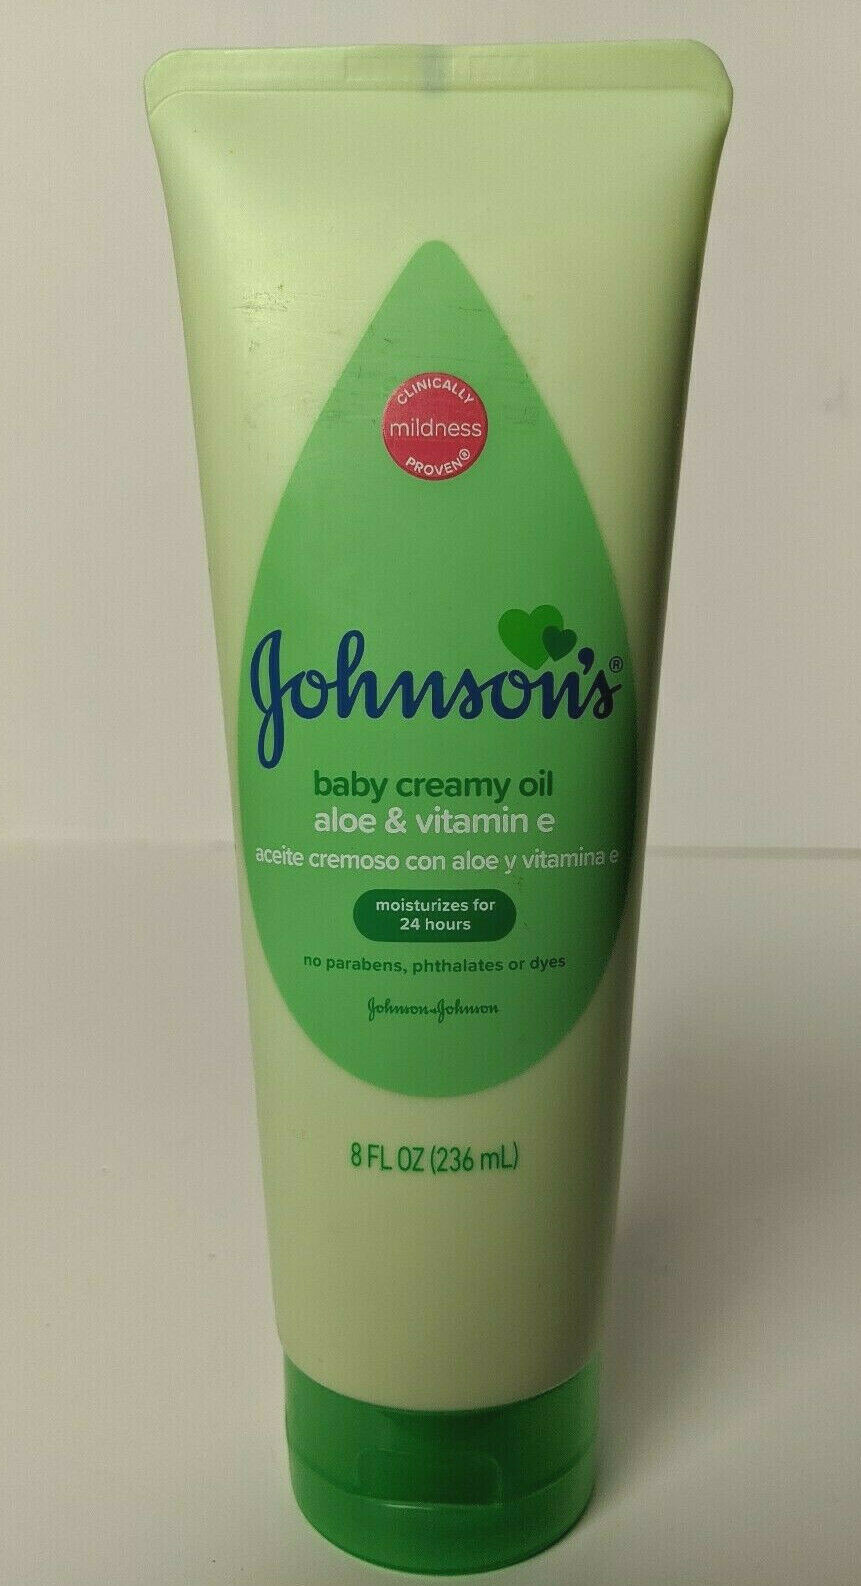 CLINICALLY
mildness
PROVEN®
Johnson's®
baby creamy oil
aloe & vitamin e
aceite cremoso con aloe y vitamina e
moisturizes for
24 hours
no parabens, phthalates or dyes
Johnson & Johnson
8 FL OZ (236 mL)